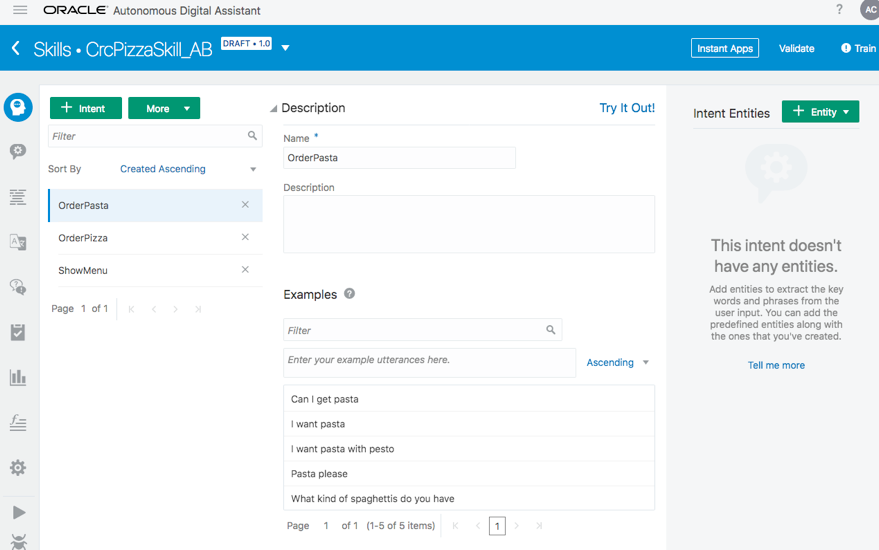 ORACLE Autonomous Digital Assistant
?
AC
Skills • CrcPizzaSkill_AB DRAFT • 1.0
Instant Apps
Validate
Train
+ Intent
More
Filter
Sort By Created Ascending
OrderPasta
OrderPizza
ShowMenu
Page 1 of 1
Description
Try It Out!
Name *
OrderPasta
Description
Examples ?
Filter
Enter your example utterances here.
Ascending
Can I get pasta
I want pasta
I want pasta with pesto
Pasta please
What kind of spaghettis do you have
Page 1 of 1 (1-5 of 5 items) 1
Intent Entities
+ Entity
This intent doesn't
have any entities.
Add entities to extract the key
words and phrases from the
user input. You can add the
predefined entities along with
the ones that you've created.
Tell me more